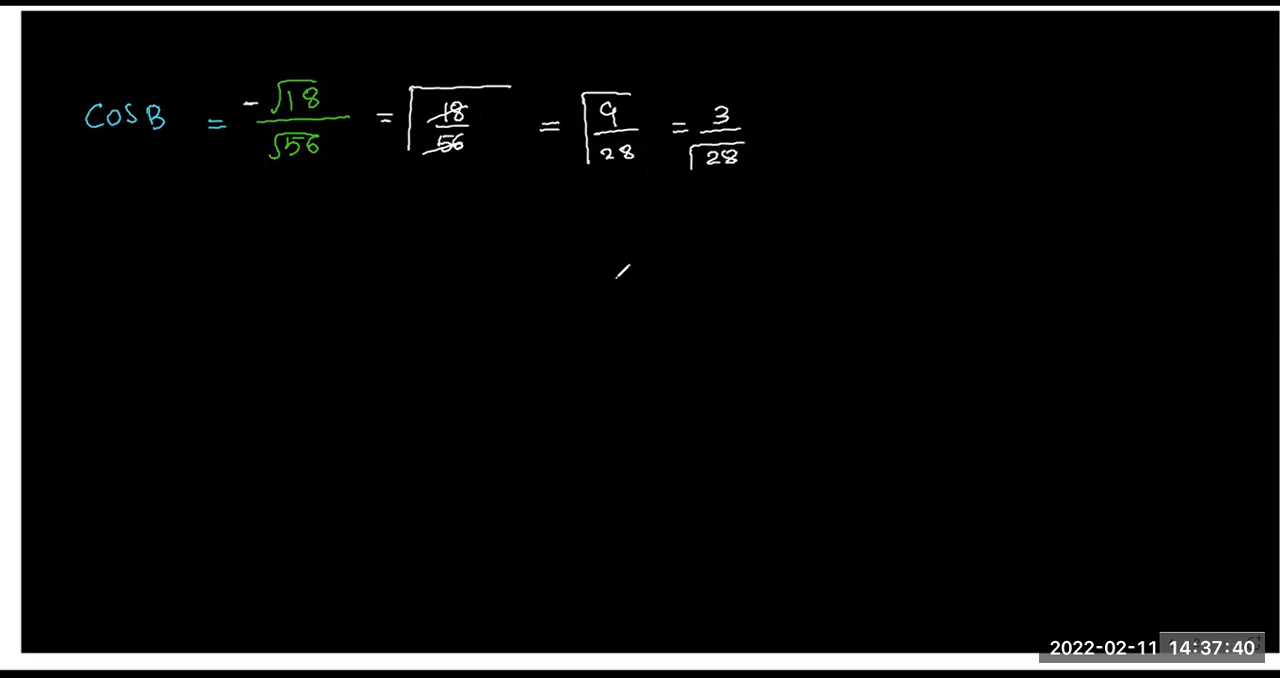 COS B = -√18/√56 = √18/56 = √9/28 = 3/√28
2022-02-11 14:37:40